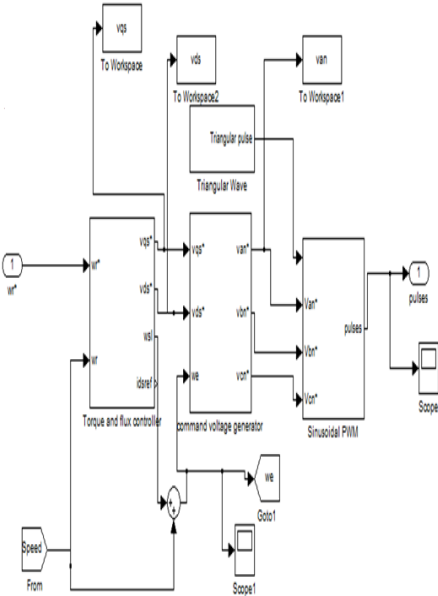 vqs
To Workspace
vds
To Workspace2
van
To Workspace1
Triangular pulse
Triangular Wave
1
wr*
wr*
wr
vqs*
vds*
wsl
idsref
Torque and flux controller
vqs*
vds*
we
van*
vbn*
vcn*
command voltage generator
Van*
Vbn*
Vcn*
pulses
Sinusoidal PWM
1
pulses
Scope
we
Goto1
Scope1
Speed
From
+
+